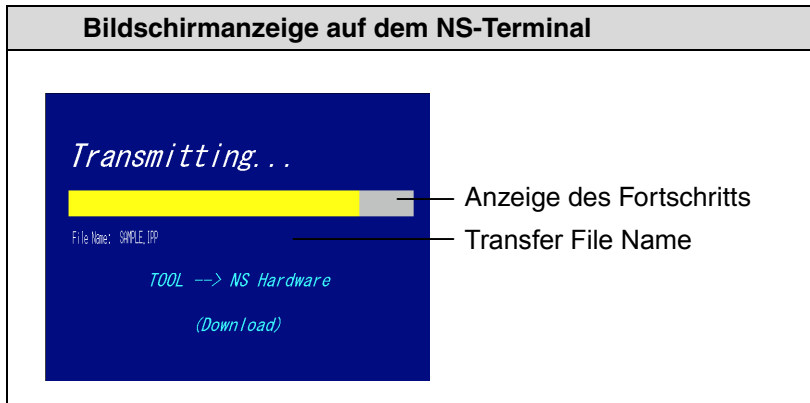 Bildschirmanzeige auf dem NS-Terminal
Transmitting...
Anzeige des Fortschritts
File Name: SAMPLE.IPP
Transfer File Name
TOOL --> NS Hardware
(Download)